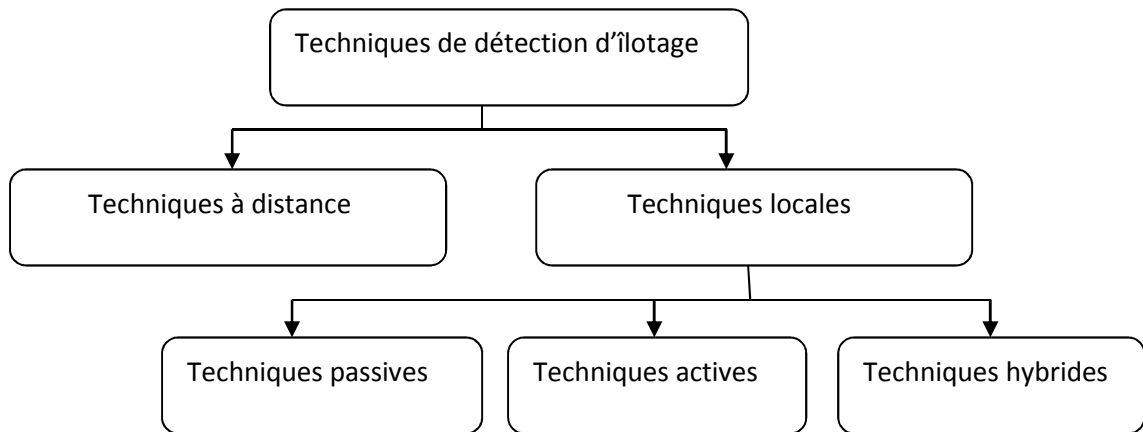 Techniques de détection d’îlotage
Techniques à distance
Techniques locales
Techniques passives
Techniques actives
Techniques hybrides